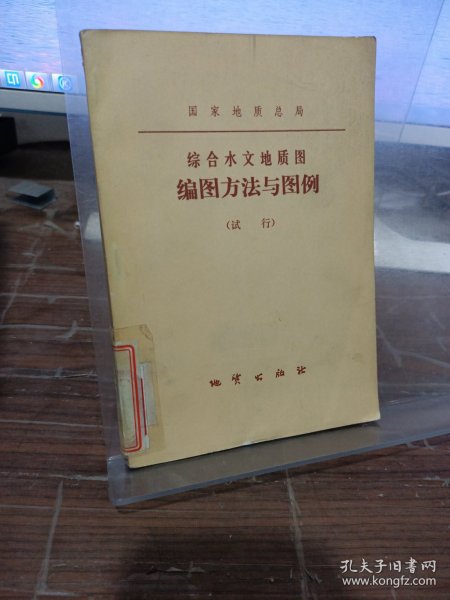 国家地质总局
综合水文地质图
编图方法与图例
(试 行)
地质出版社
孔夫子旧书网
www.kongfz.com